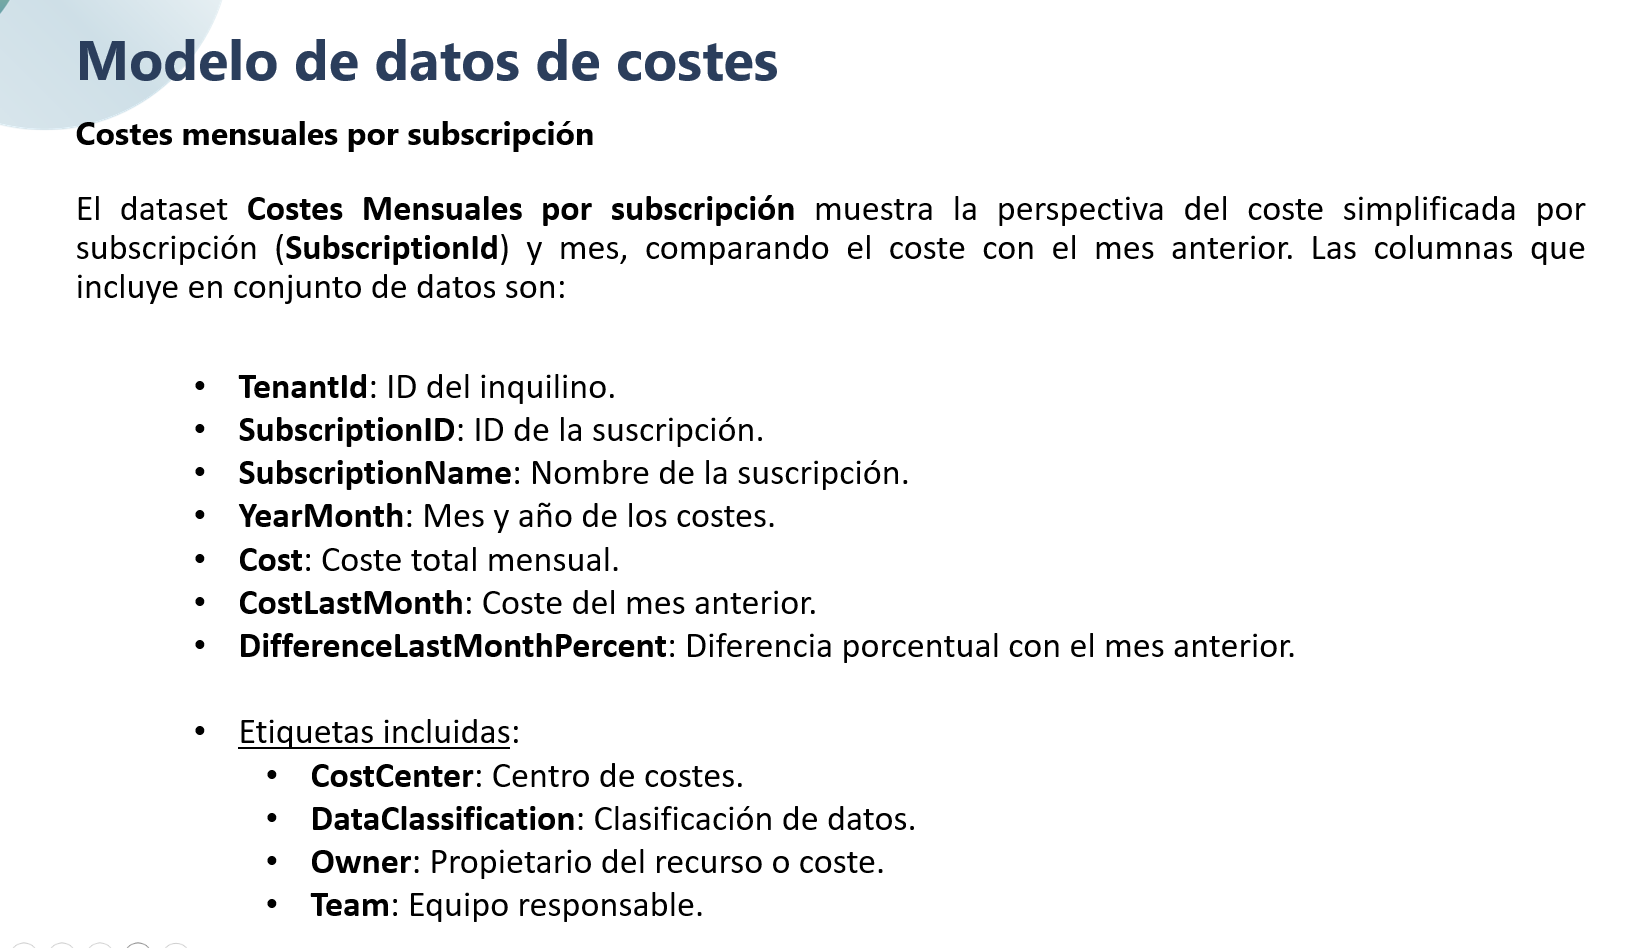 Modelo de datos de costes
Costes mensuales por subscripción
El dataset Costes Mensuales por subscripción muestra la perspectiva del coste simplificada por
subscripción (SubscriptionId) y mes, comparando el coste con el mes anterior. Las columnas que
incluye en conjunto de datos son:
• TenantId: ID del inquilino.
• SubscriptionID: ID de la suscripción.
• SubscriptionName: Nombre de la suscripción.
• YearMonth: Mes y año de los costes.
• Cost: Coste total mensual.
• CostLastMonth: Coste del mes anterior.
• DifferenceLastMonthPercent: Diferencia porcentual con el mes anterior.
• Etiquetas incluidas:
• CostCenter: Centro de costes.
• DataClassification: Clasificación de datos.
• Owner: Propietario del recurso o coste.
• Team: Equipo responsable.